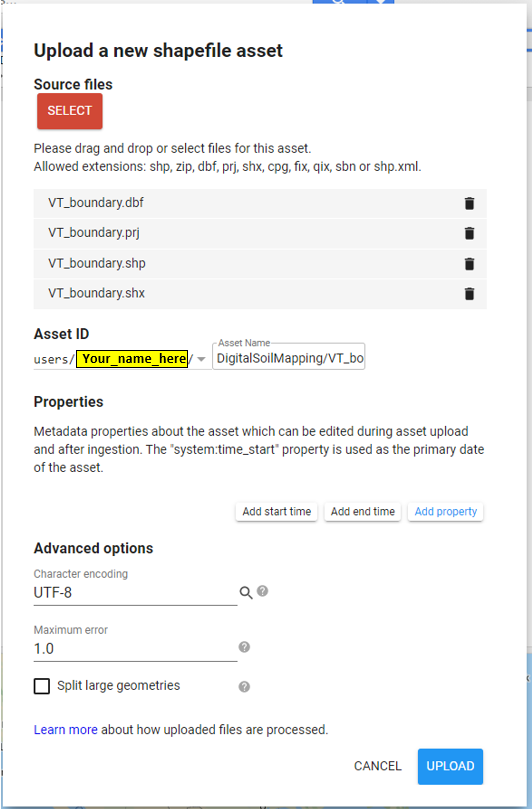 Upload a new shapefile asset
Source files
SELECT
Please drag and drop or select files for this asset.
Allowed extensions: shp, zip, dbf, prj, shx, cpg, fix, qix, sbn or shp.xml.
VT_boundary.dbf
VT_boundary.prj
VT_boundary.shp
VT_boundary.shx
Asset ID
Asset Name
users/ Your_name_here/ DigitalSoilMapping/VT_bo
Properties
Metadata properties about the asset which can be edited during asset upload
and after ingestion. The "system:time_start" property is used as the primary date
of the asset.
Add start time Add end time Add property
Advanced options
Character encoding
UTF-8
Maximum error
1.0
Split large geometries
Learn more about how uploaded files are processed.
CANCEL UPLOAD